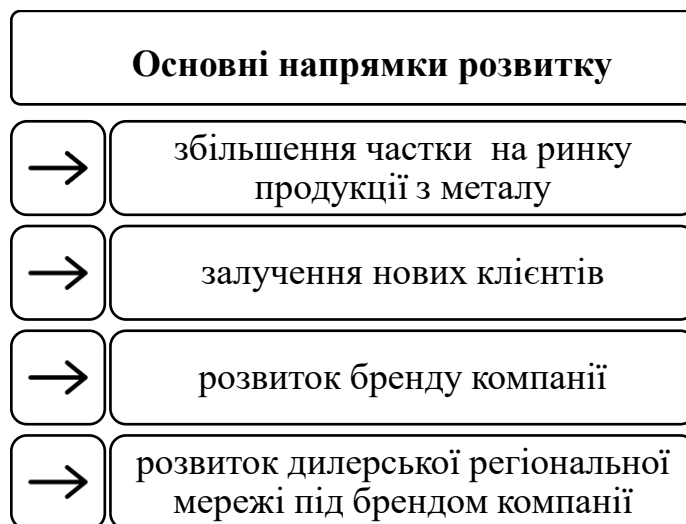 Основні напрямки розвитку
збільшення частки на ринку
продукції з металу
залучення нових клієнтів
розвиток бренду компанії
розвиток дилерської регіональної
мережі під брендом компанії